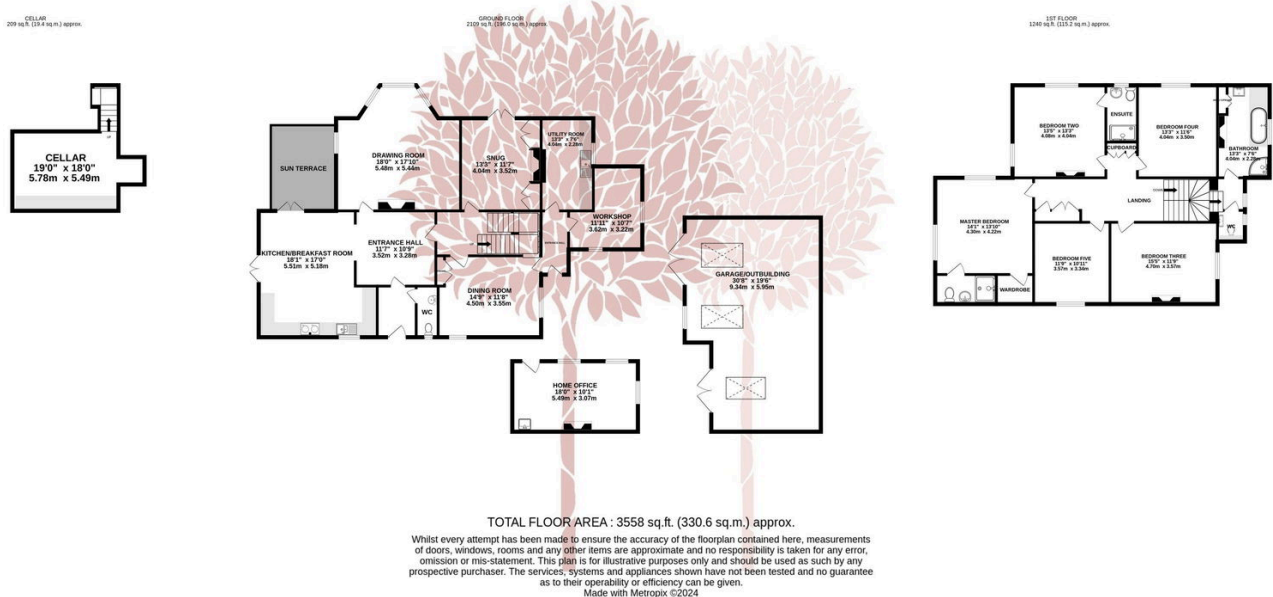 CELLAR
209 sq.ft. (19.4 sq.m.) approx.
GROUND FLOOR
2109 sq.ft. (196.0 sq.m.) approx.
1ST FLOOR
1240 sq.ft. (115.2 sq.m.) approx.
CELLAR
19'0" x 18'0"
5.78m x 5.49m
UP
SUN TERRACE
DRAWING ROOM
18'0" x 17'10"
5.48m x 5.44m
SNUG
13'3" x 11'7"
4.04m x 3.52m
UTILITY ROOM
13'3" x 7'6"
4.04m x 2.28m
WORKSHOP
11'11" x 10'7"
3.62m x 3.22m
KITCHEN/BREAKFAST ROOM
18'1" x 17'0"
5.51m x 5.18m
ENTRANCE HALL
11'7" x 10'9"
3.52m x 3.28m
DINING ROOM
14'9" x 11'8"
4.50m x 3.55m
WC
GARAGE/OUTBUILDING
30'8" x 19'6"
9.34m x 5.95m
HOME OFFICE
18'0" x 10'1"
5.49m x 3.07m
BEDROOM TWO
13'5" x 13'3"
4.08m x 4.04m
ENSUITE
CUPBOARD
BEDROOM FOUR
13'3" x 11'6"
4.04m x 3.50m
BATHROOM
13'3" x 7'6"
4.04m x 2.28m
MASTER BEDROOM
14'1" x 13'10"
4.30m x 4.22m
LANDING
WC
BEDROOM FIVE
11'9" x 10'11"
3.57m x 3.34m
BEDROOM THREE
15'5" x 11'9"
4.70m x 3.57m
WARDROBE
TOTAL FLOOR AREA : 3558 sq.ft. (330.6 sq.m.) approx.
Whilst every attempt has been made to ensure the accuracy of the floorplan contained here, measurements
of doors, windows, rooms and any other items are approximate and no responsibility is taken for any error,
omission or mis-statement. This plan is for illustrative purposes only and should be used as such by any
prospective purchaser. The services, systems and appliances shown have not been tested and no guarantee
as to their operability or efficiency can be given.
Made with Metropix ©2024